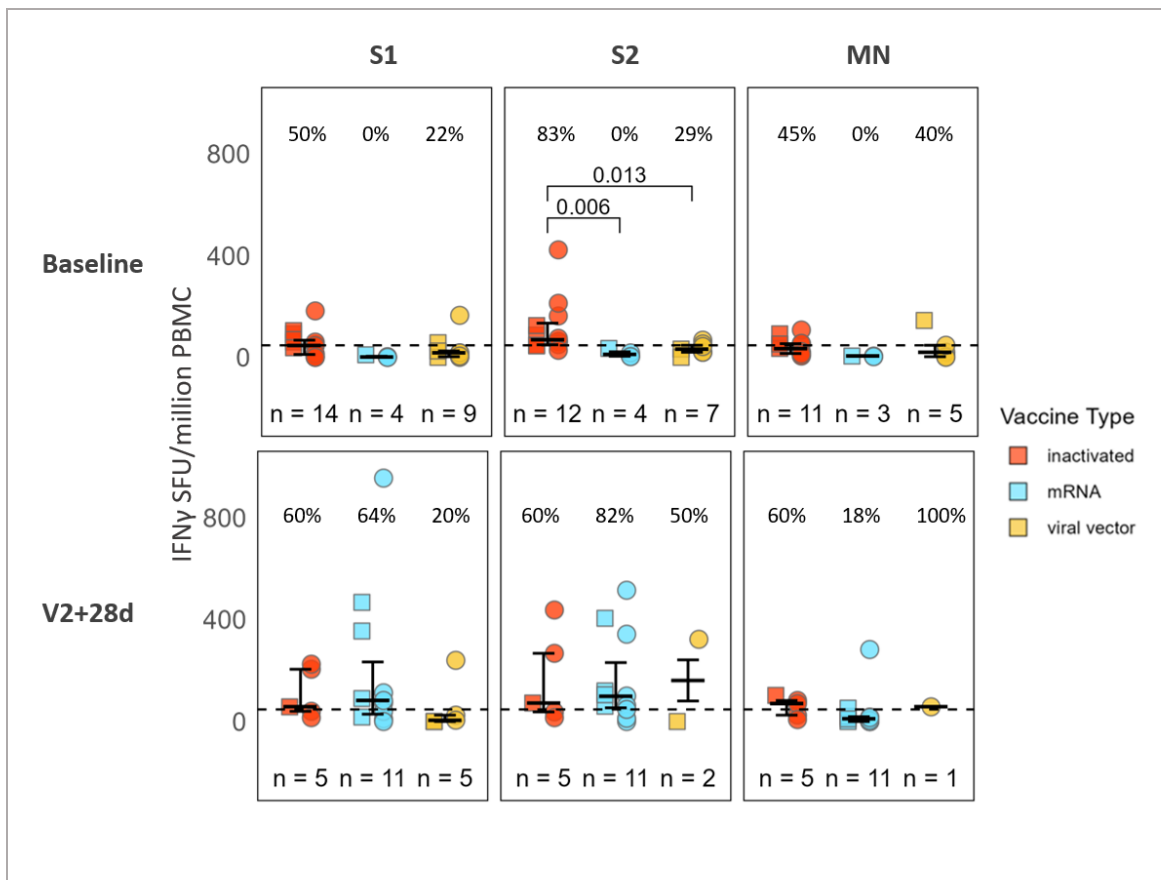 S1 S2 MN
50% 0% 22% 83% 0% 29% 45% 0% 40%
800
0.013
0.006
400
Baseline
IFNγ SFU/million PBMC
0
n = 14 n = 4 n = 9 n = 12 n = 4 n = 7 n = 11 n = 3 n = 5
Vaccine Type
inactivated
mRNA
viral vector
60% 64% 20% 60% 82% 50% 60% 18% 100%
800
V2+28d
400
0
n = 5 n = 11 n = 5 n = 5 n = 11 n = 2 n = 5 n = 11 n = 1